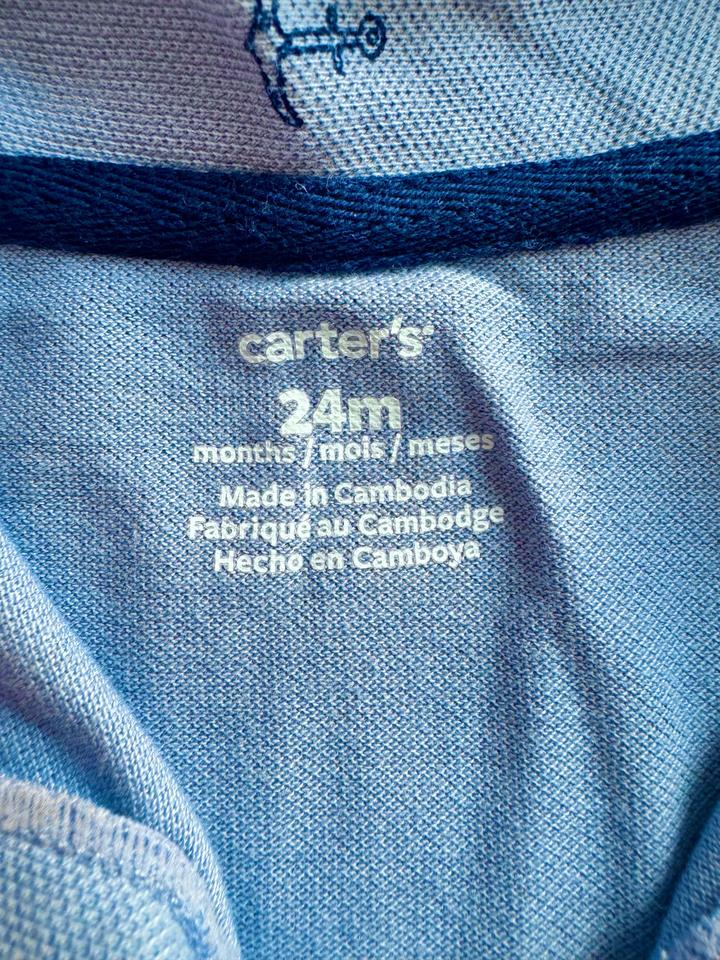 carter's
24m
months / mois / meses
Made in Cambodia
Fabriqué au Cambodge
Hecho en Camboya